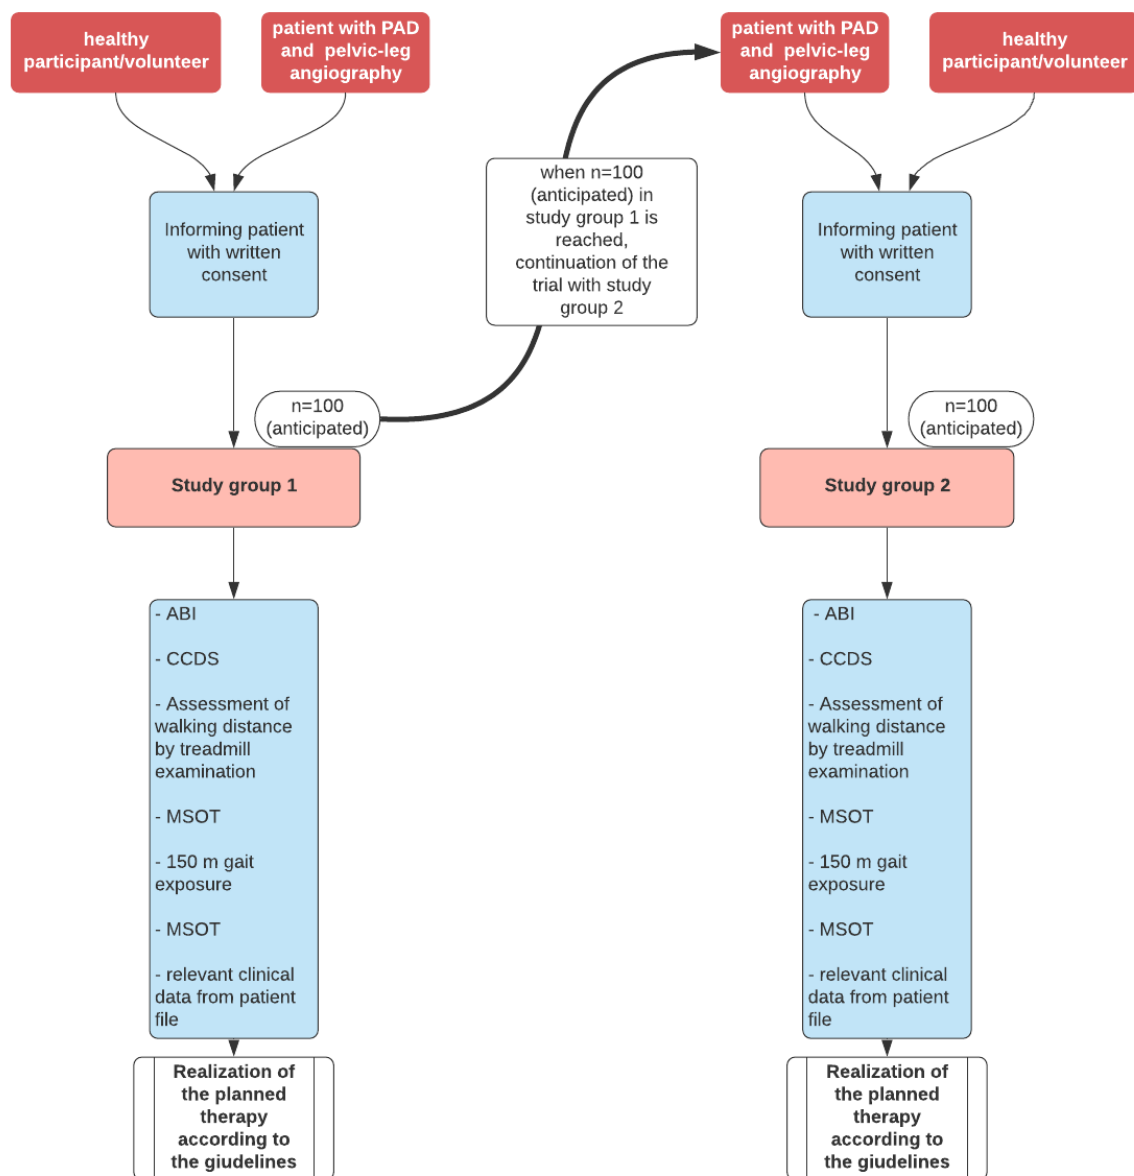 healthy
participant/volunteer
patient with PAD
and pelvic-leg
angiography
patient with PAD
and pelvic-leg
angiography
healthy
participant/volunteer
Informing patient
with written
consent
when n=100
(anticipated) in
study group 1 is
reached,
continuation of the
trial with study
group 2
Informing patient
with written
consent
n=100
(anticipated)
n=100
(anticipated)
Study group 1
Study group 2
- ABI
- CCDS
- Assessment of
walking distance
by treadmill
examination
- MSOT
- 150 m gait
exposure
- MSOT
- relevant clinical
data from patient
file
- ABI
- CCDS
- Assessment of
walking distance
by treadmill
examination
- MSOT
- 150 m gait
exposure
- MSOT
- relevant clinical
data from patient
file
Realization of
the planned
therapy
according to
the giudelines
Realization of
the planned
therapy
according to
the giudelines